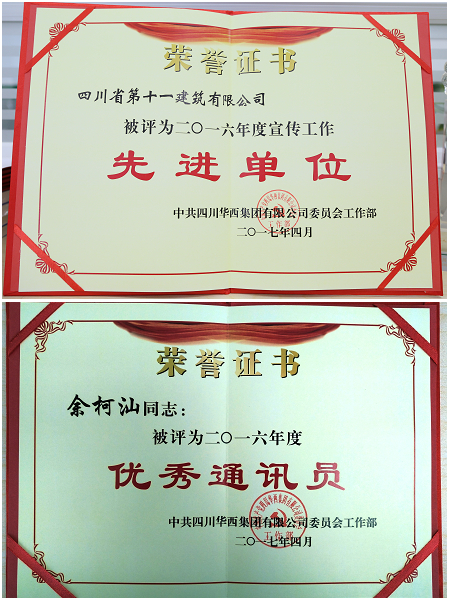 荣誉证书
四川省第十一建筑有限公司
被评为二〇一六年度宣传工作
先进单位
中共四川华西集团有限公司委员会工作部
二〇一七年四月
荣誉证书
余柯汕同志：
被评为二〇一六年度
优秀通讯员
中共四川华西集团有限公司委员会工作部
二〇一七年四月
工作部